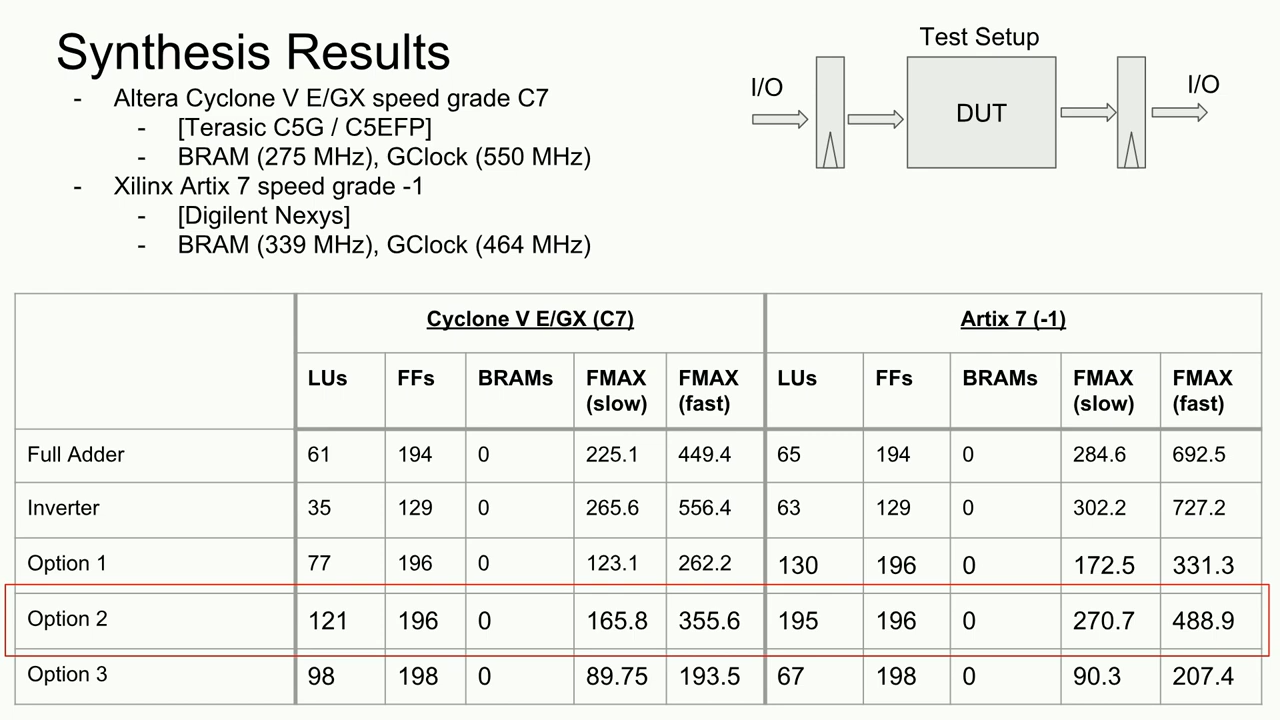 Synthesis Results
- Altera Cyclone V E/GX speed grade C7
- [Terasic C5G / C5EFP]
- BRAM (275 MHz), GClock (550 MHz)
- Xilinx Artix 7 speed grade -1
- [Digilent Nexys]
- BRAM (339 MHz), GClock (464 MHz)
Test Setup
I/O
DUT
I/O
Cyclone V E/GX (C7) Artix 7 (-1)
LUs FFs BRAMs FMAX (slow) FMAX (fast) LUs FFs BRAMs FMAX (slow) FMAX (fast)
Full Adder 61 194 0 225.1 449.4 65 194 0 284.6 692.5
Inverter 35 129 0 265.6 556.4 63 129 0 302.2 727.2
Option 1 77 196 0 123.1 262.2 130 196 0 172.5 331.3
Option 2 121 196 0 165.8 355.6 195 196 0 270.7 488.9
Option 3 98 198 0 89.75 193.5 67 198 0 90.3 207.4